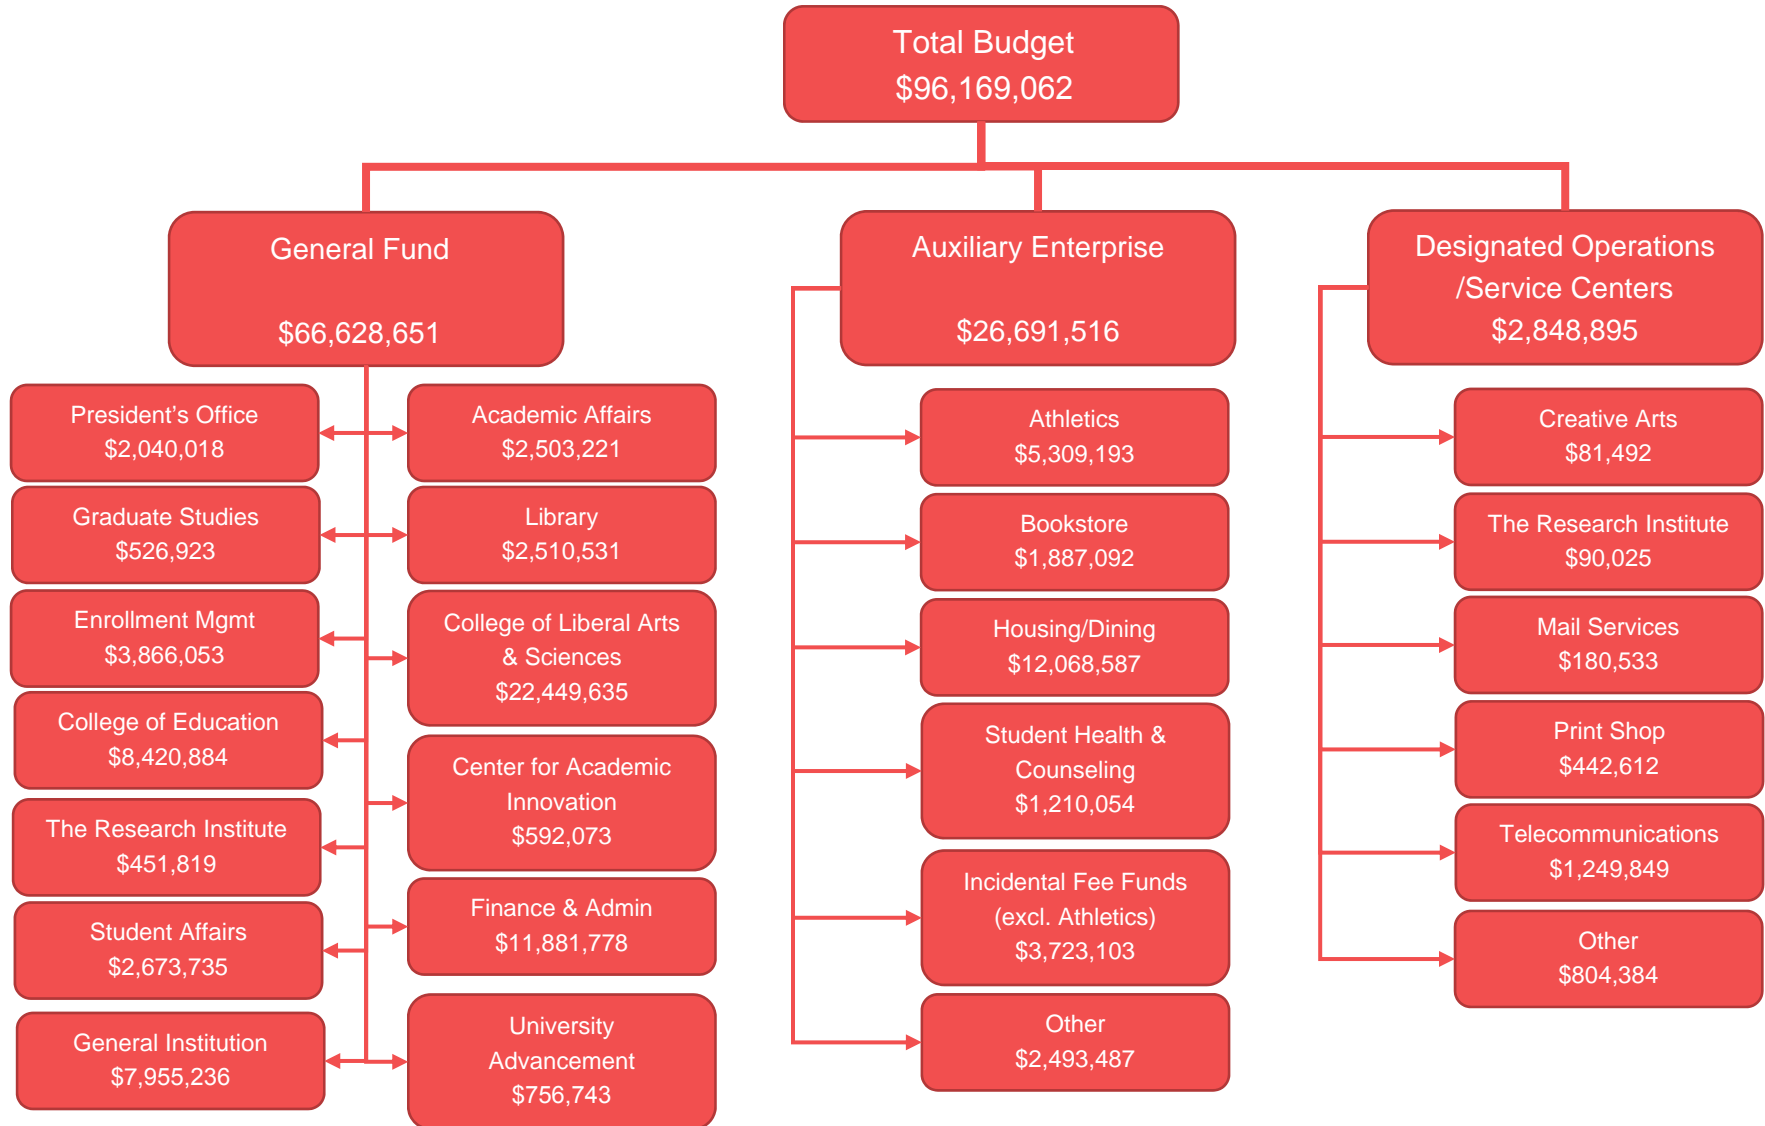 Total Budget
$96,169,062
General Fund
$66,628,651
Auxiliary Enterprise
$26,691,516
Designated Operations
/Service Centers
$2,848,895
President’s Office
$2,040,018
Academic Affairs
$2,503,221
Graduate Studies
$526,923
Library
$2,510,531
Enrollment Mgmt
$3,866,053
College of Liberal Arts
& Sciences
$22,449,635
College of Education
$8,420,884
Center for Academic
Innovation
$592,073
The Research Institute
$451,819
Finance & Admin
$11,881,778
Student Affairs
$2,673,735
University
Advancement
$756,743
General Institution
$7,955,236
Athletics
$5,309,193
Bookstore
$1,887,092
Housing/Dining
$12,068,587
Student Health &
Counseling
$1,210,054
Incidental Fee Funds
(excl. Athletics)
$3,723,103
Other
$2,493,487
Creative Arts
$81,492
The Research Institute
$90,025
Mail Services
$180,533
Print Shop
$442,612
Telecommunications
$1,249,849
Other
$804,384